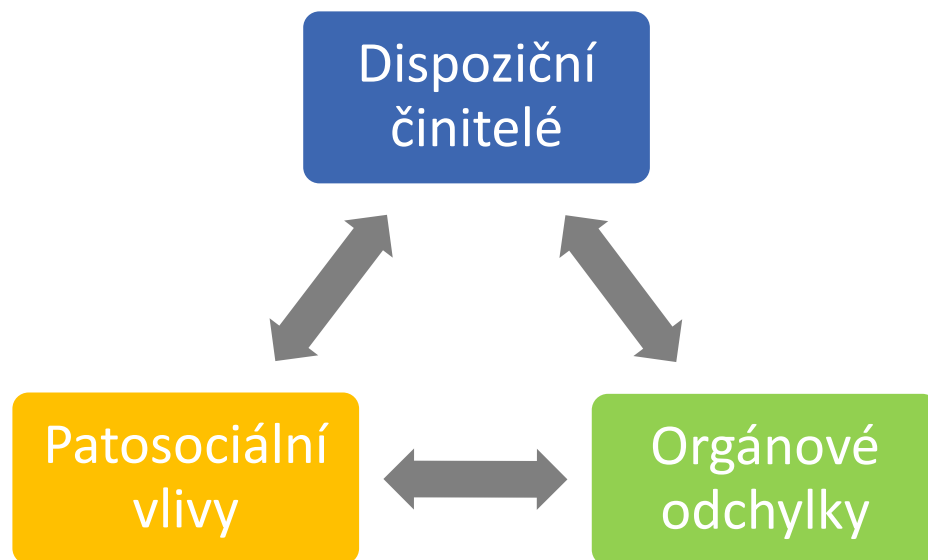 Dispoziční
činitelé
Patosociální
vlivy
Orgánové
odchylky